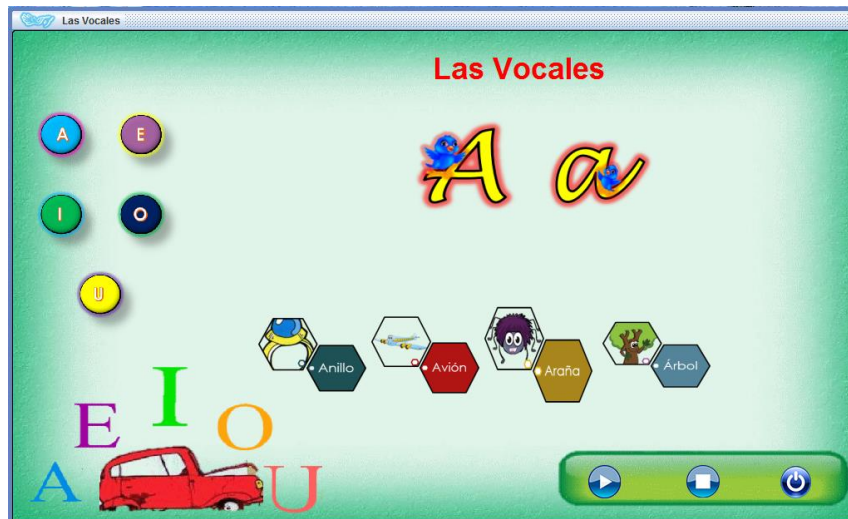 Las Vocales
Las Vocales
A a
A E
I O
U
Anillo Avión Araña Árbol
A E I O U